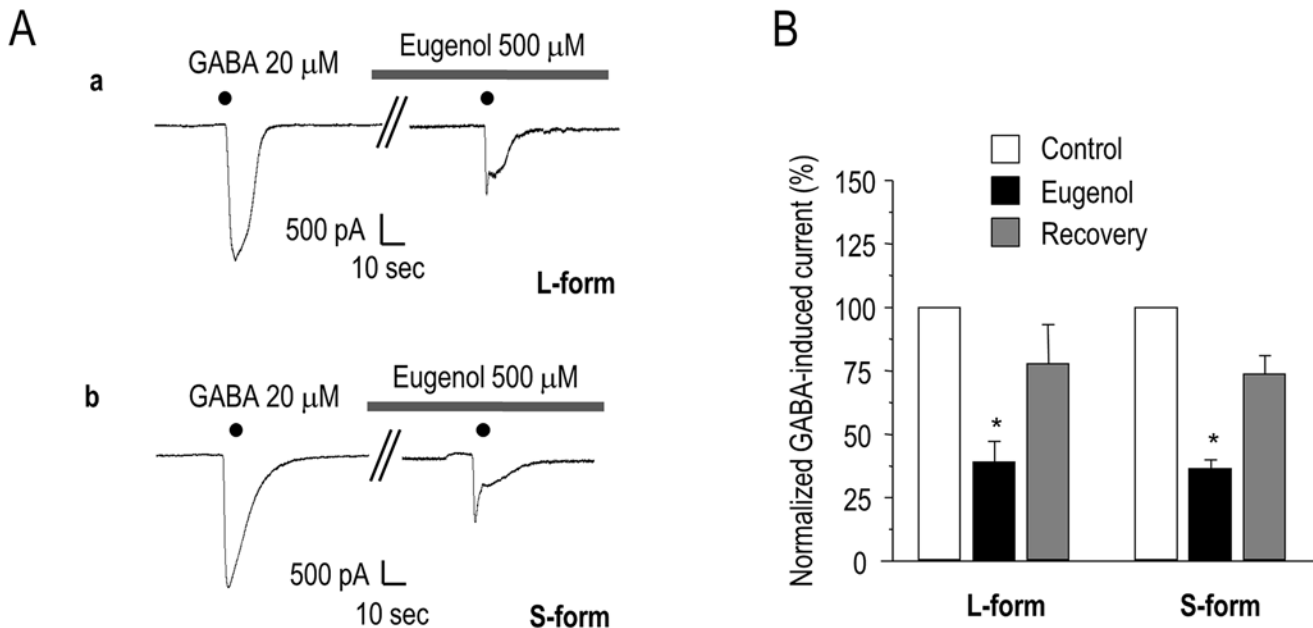 A
GABA 20 μM
Eugenol 500 μM
a
500 pA
10 sec
L-form
GABA 20 μM
Eugenol 500 μM
b
500 pA
10 sec
S-form
B
Normalized GABA-induced current (%)
Control
Eugenol
Recovery
150
125
100
75
50
25
0
*
*
L-form
S-form